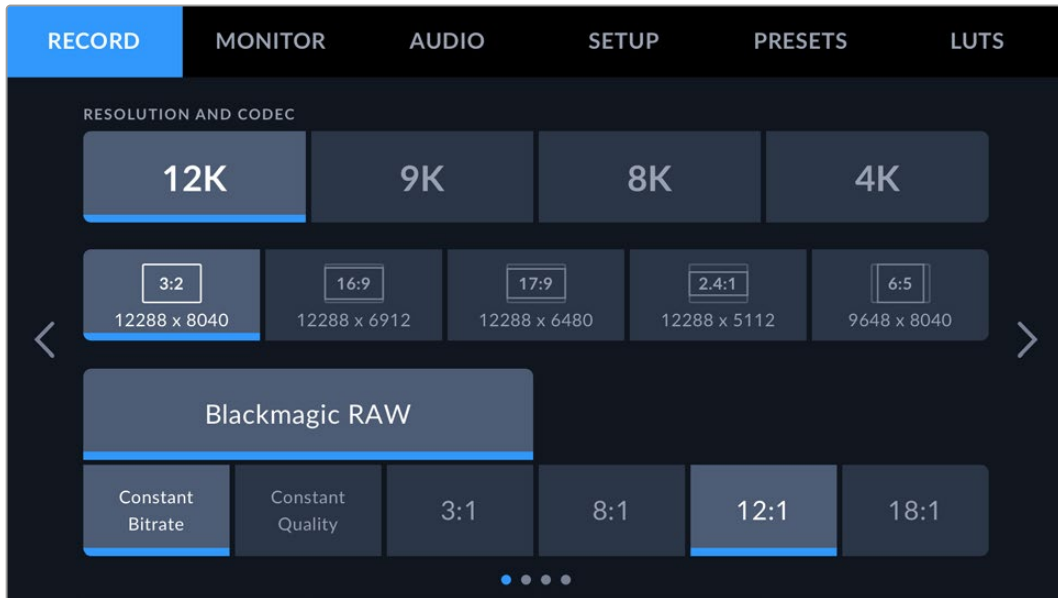 RECORD MONITOR AUDIO SETUP PRESETS LUTS
RESOLUTION AND CODEC
12K 9K 8K 4K
3:2 16:9 17:9 2.4:1 6:5
12288 x 8040 12288 x 6912 12288 x 6480 12288 x 5112 9648 x 8040
Blackmagic RAW
Constant Bitrate Constant Quality 3:1 8:1 12:1 18:1